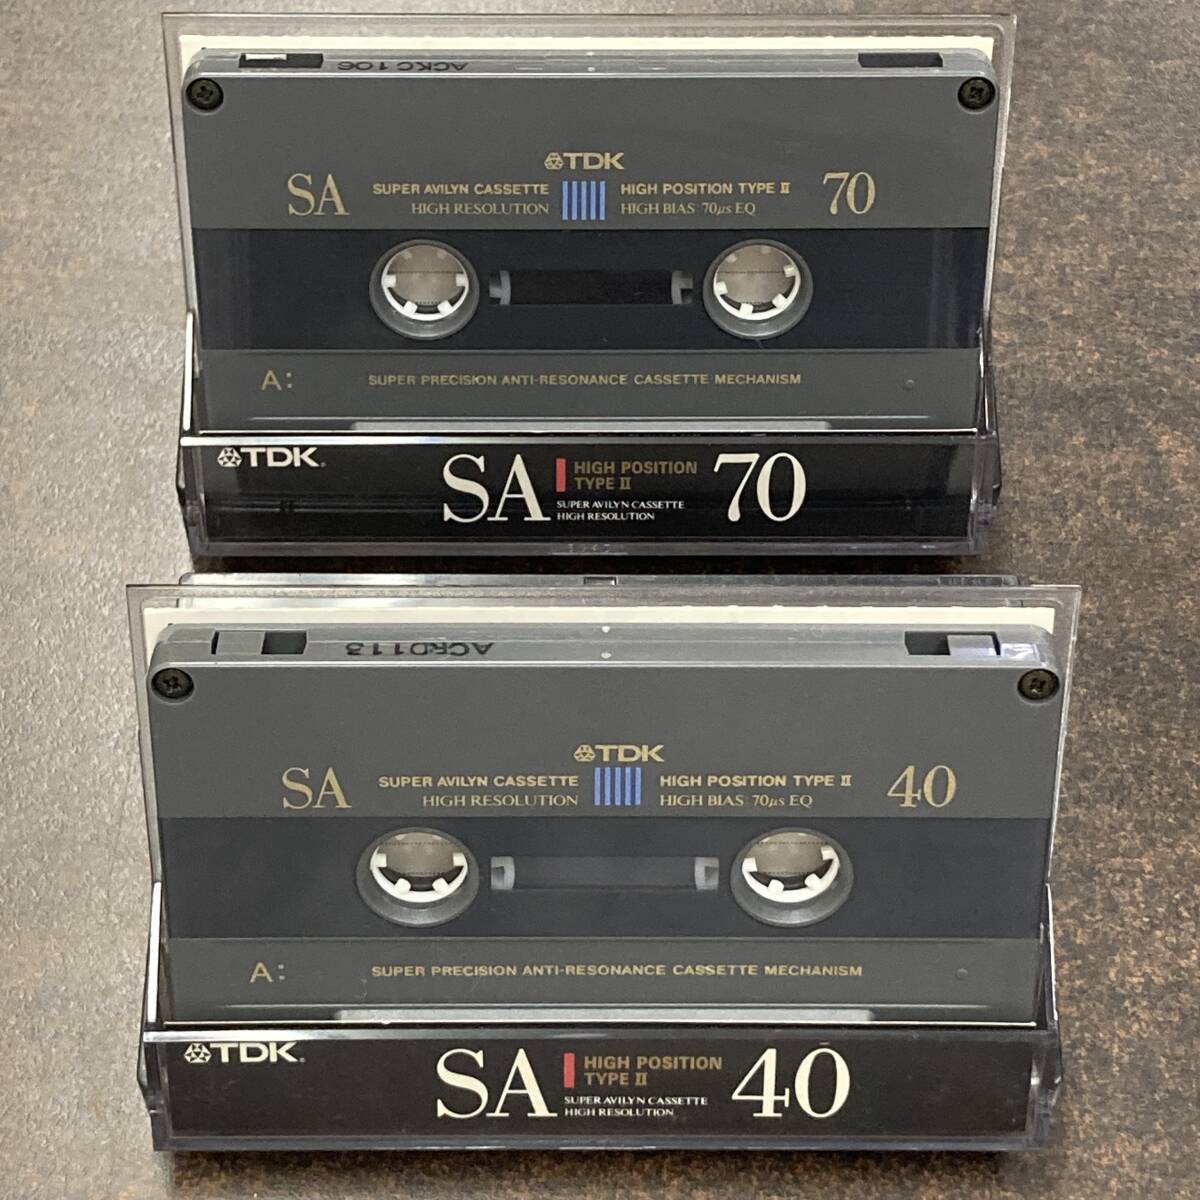 ACKC106
TDK
SA SUPER AVILYN CASSETTE HIGH POSITION TYPE II 70
HIGH RESOLUTION HIGH BIAS 70μs EQ
A: SUPER PRECISION ANTI-RESONANCE CASSETTE MECHANISM
TDK.
SA HIGH POSITION 70
TYPE II
SUPER AVILYN CASSETTE
HIGH RESOLUTION
ACRD113
TDK
SA SUPER AVILYN CASSETTE HIGH POSITION TYPE II 40
HIGH RESOLUTION HIGH BIAS 70μs EQ
A: SUPER PRECISION ANTI-RESONANCE CASSETTE MECHANISM
TDK.
SA HIGH POSITION 40
TYPE II
SUPER AVILYN CASSETTE
HIGH RESOLUTION